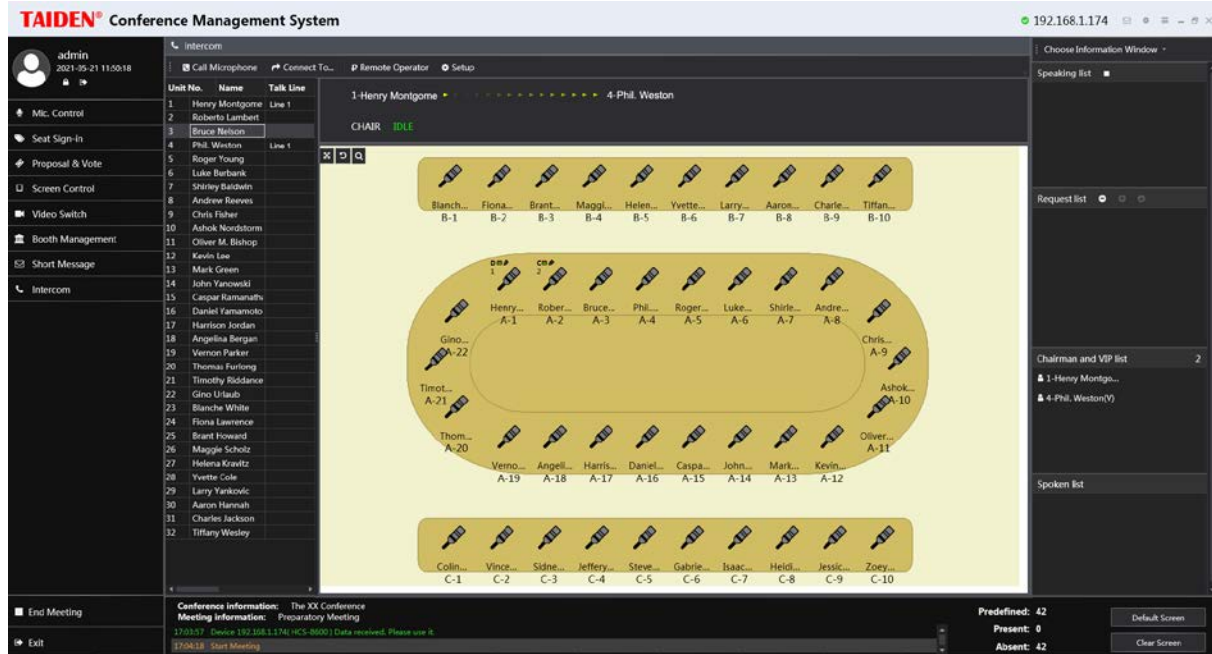 TAIDEN® Conference Management System
192.168.1.174
admin
2021-05-21 11:50:18
Mic. Control
Seat Sign-in
Proposal & Vote
Screen Control
Video Switch
Booth Management
Short Message
Intercom
End Meeting
Exit
Intercom
Call Microphone Connect To... Remote Operator Setup
Unit No. Name Talk Line
1 Henry Montgome Line 1
2 Roberto Lambert
3 Bruce Nelson
4 Phil. Weston Line 1
5 Roger Young
6 Luke Burbank
7 Shirley Baldwin
8 Andrew Reeves
9 Chris Fisher
10 Ashok Nordstorm
11 Oliver M. Bishop
12 Kevin Lee
13 Mark Green
14 John Yanowski
15 Caspar Ramanath
16 Daniel Yamamoto
17 Harrison Jordan
18 Angelina Bergan
19 Vernon Parker
20 Thomas Furlong
21 Timothy Riddance
22 Gino Urlaub
23 Blanche White
24 Fiona Lawrence
25 Brant Howard
26 Maggie Scholz
27 Helena Kravitz
28 Yvette Cole
29 Larry Yankovic
30 Aaron Hannah
31 Charles Jackson
32 Tiffany Wesley
1-Henry Montgome 4-Phil. Weston
CHAIR IDLE
Blanch... Fiona... Brant... Maggi... Helen... Yvette... Larry... Aaron... Charle... Tiffan...
B-1 B-2 B-3 B-4 B-5 B-6 B-7 B-8 B-9 B-10
1 2
Henry... Rober... Bruce... Phil.... Roger... Luke... Shirle... Andre...
A-1 A-2 A-3 A-4 A-5 A-6 A-7 A-8
Gino... Chris...
A-22 A-9
Timot... Ashok...
A-21 A-10
Thom... Oliver...
A-20 A-11
Verno... Angeli... Harris... Daniel... Caspa... John... Mark... Kevin...
A-19 A-18 A-17 A-16 A-15 A-14 A-13 A-12
Colin... Vince... Sidne... Jeffery... Steve... Gabrie... Isaac... Heidi... Jessic... Zoey...
C-1 C-2 C-3 C-4 C-5 C-6 C-7 C-8 C-9 C-10
Choose Information Window
Speaking list
Request list
Chairman and VIP list 2
1-Henry Montgo...
4-Phil. Weston(V)
Spoken list
Conference information: The XX Conference
Meeting information: Preparatory Meeting
17:03:57 Device 192.168.1.174( HCS-8600 ) Data received. Please use it.
17:04:18 Start Meeting
Predefined: 42
Present: 0
Absent: 42
Default Screen
Clear Screen